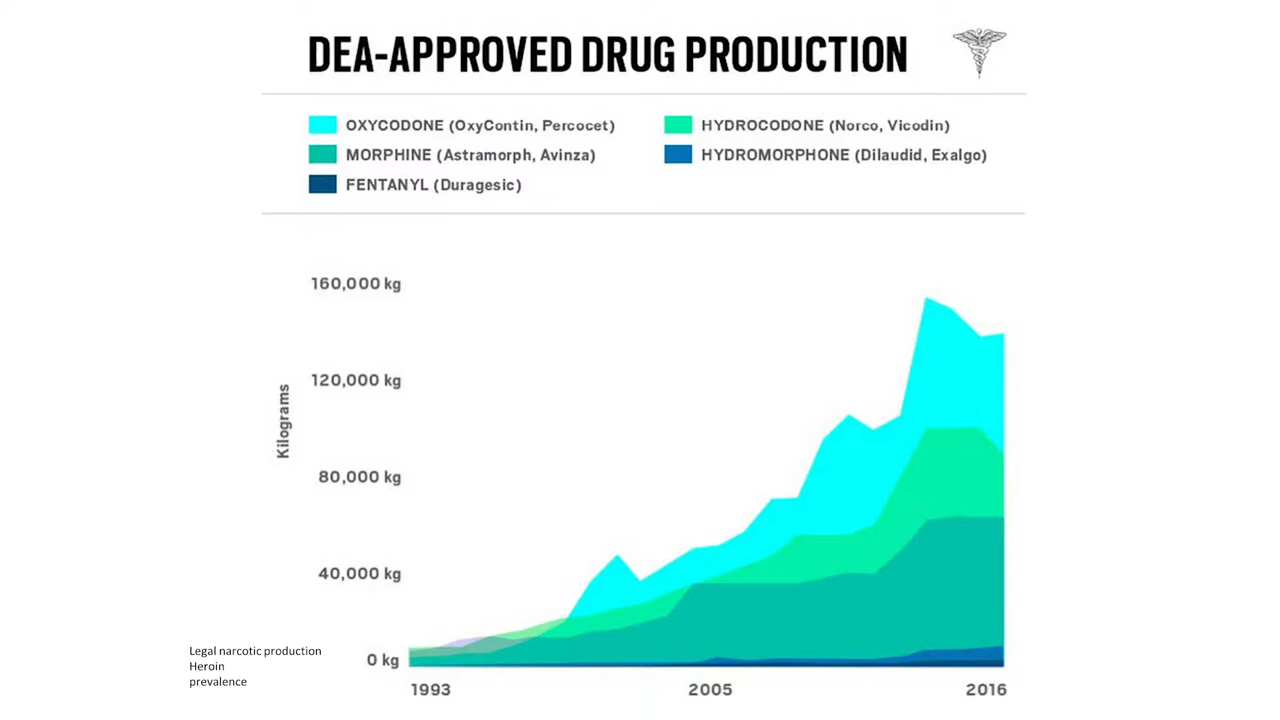 DEA-APPROVED DRUG PRODUCTION
OXYCODONE (OxyContin, Percocet)
HYDROCODONE (Norco, Vicodin)
MORPHINE (Astramorph, Avinza)
HYDROMORPHONE (Dilaudid, Exalgo)
FENTANYL (Duragesic)
160,000 kg
120,000 kg
Kilograms
80,000 kg
40,000 kg
0 kg
1993
2005
2016
Legal narcotic production
Heroin
prevalence